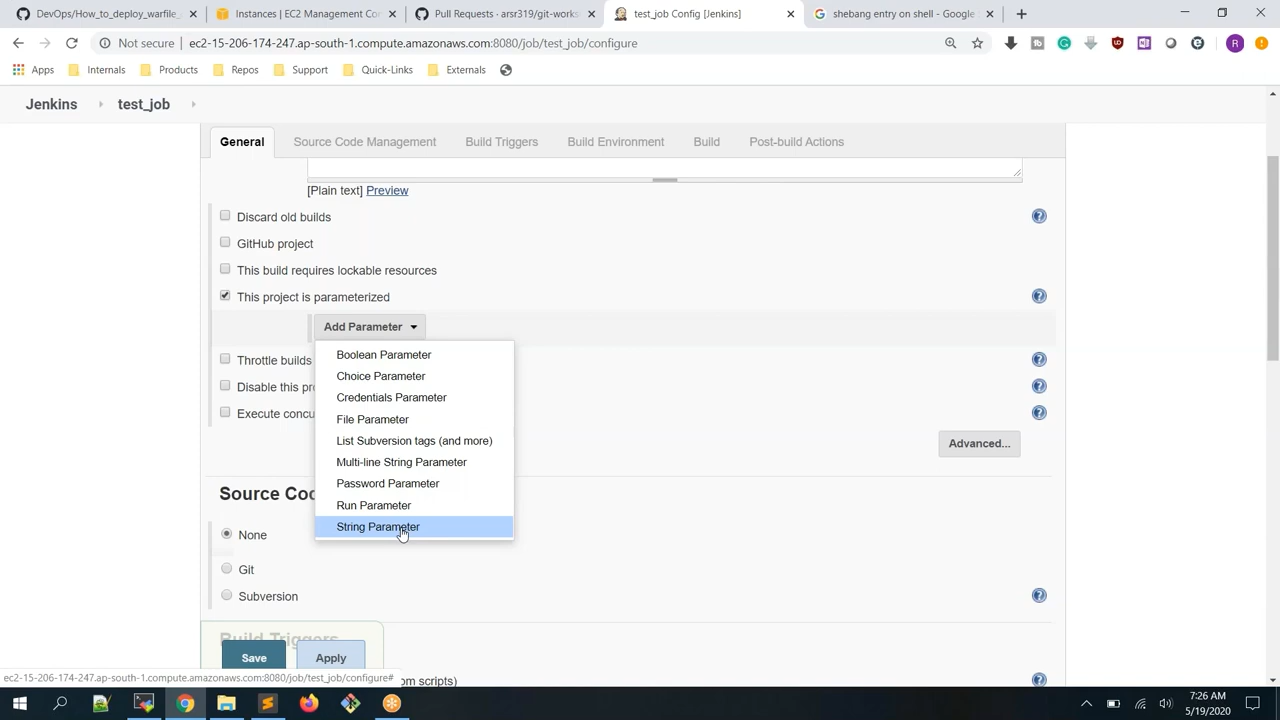 DevOps/How_to_deploy_warfile_
Instances | EC2 Management Co
Pull Requests · arsr319/git-works
test_job Config [Jenkins]
shebang entry on shell - Google
Not secure
ec2-15-206-174-247.ap-south-1.compute.amazonaws.com:8080/job/test_job/configure
Apps
Internals
Products
Repos
Support
Quick-Links
Externals
Jenkins
test_job
General
Source Code Management
Build Triggers
Build Environment
Build
Post-build Actions
[Plain text] Preview
Discard old builds
GitHub project
This build requires lockable resources
This project is parameterized
Add Parameter
Boolean Parameter
Throttle builds
Choice Parameter
Disable this pr
Credentials Parameter
Execute concu
File Parameter
List Subversion tags (and more)
Advanced...
Multi-line String Parameter
Password Parameter
Source Coc
Run Parameter
String Parameter
None
Git
Subversion
Build Triggers
Save
Apply
ec2-15-206-174-247.ap-south-1.compute.amazonaws.com:8080/job/test_job/configure#
om scripts)
7:26 AM
5/19/2020